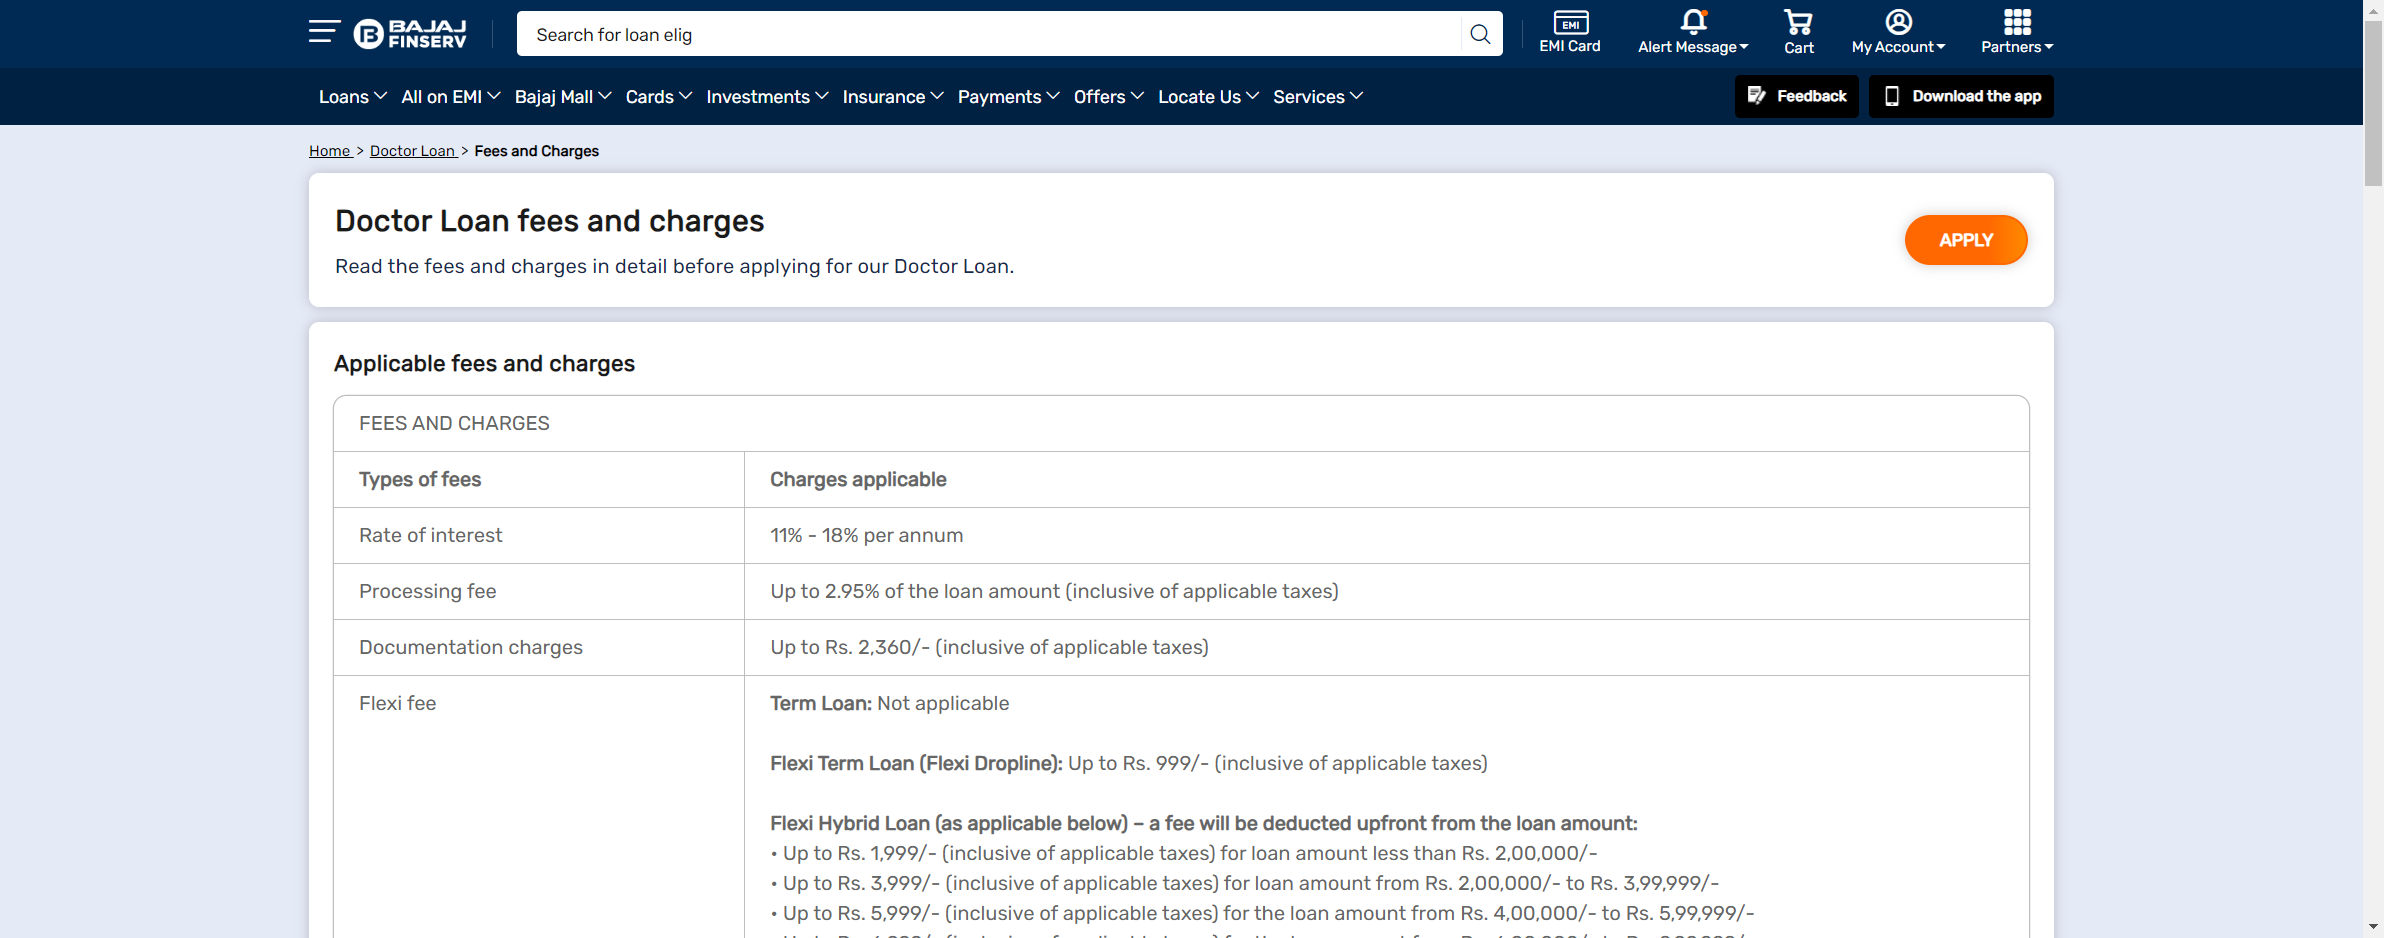 BAJAJ
FINSERV
Search for loan elig
EMI
EMI Card
Alert Message
Cart
My Account
Partners
Loans
All on EMI
Bajaj Mall
Cards
Investments
Insurance
Payments
Offers
Locate Us
Services
Feedback
Download the app
Home > Doctor Loan > Fees and Charges
Doctor Loan fees and charges
APPLY
Read the fees and charges in detail before applying for our Doctor Loan.
Applicable fees and charges
FEES AND CHARGES
Types of fees
Charges applicable
Rate of interest
11% - 18% per annum
Processing fee
Up to 2.95% of the loan amount (inclusive of applicable taxes)
Documentation charges
Up to Rs. 2,360/- (inclusive of applicable taxes)
Flexi fee
Term Loan: Not applicable
Flexi Term Loan (Flexi Dropline): Up to Rs. 999/- (inclusive of applicable taxes)
Flexi Hybrid Loan (as applicable below) – a fee will be deducted upfront from the loan amount:
• Up to Rs. 1,999/- (inclusive of applicable taxes) for loan amount less than Rs. 2,00,000/-
• Up to Rs. 3,999/- (inclusive of applicable taxes) for loan amount from Rs. 2,00,000/- to Rs. 3,99,999/-
• Up to Rs. 5,999/- (inclusive of applicable taxes) for the loan amount from Rs. 4,00,000/- to Rs. 5,99,999/-